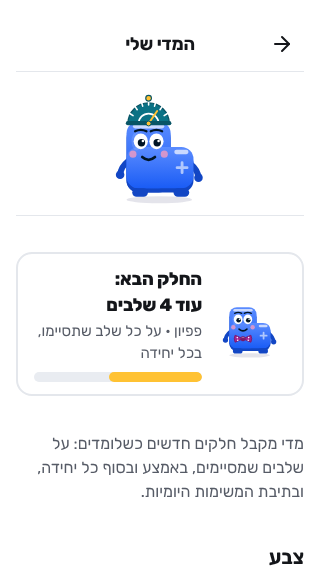 המדי שלי
החלק הבא:
עוד 4 שלבים
פפיון • על כל שלב שתסיימו,
בכל יחידה
מדי מקבל חלקים חדשים כשלומדים: על
שלבים שמסיימים, באמצע ובסוף כל יחידה,
ובתיבת המשימות היומיות.
צבע